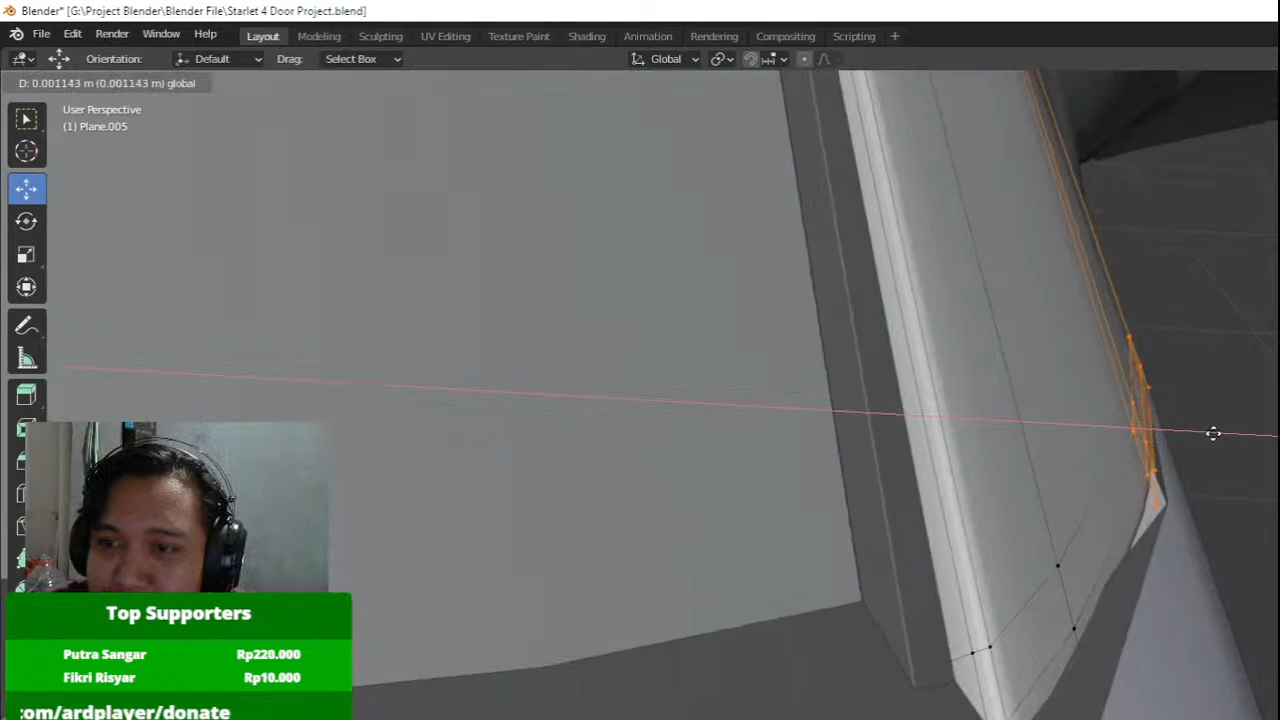 Blender* [G:\Project Blender\Blender File\Starlet 4 Door Project.blend]
File Edit Render Window Help Layout Modeling Sculpting UV Editing Texture Paint Shading Animation Rendering Compositing Scripting +
Orientation: Default Drag: Select Box Global
D: 0.001143 m (0.001143 m) global
User Perspective
(1) Plane.005
Top Supporters
Putra Sangar Rp220.000
Fikri Risyar Rp10.000
:om/ardplayer/donate